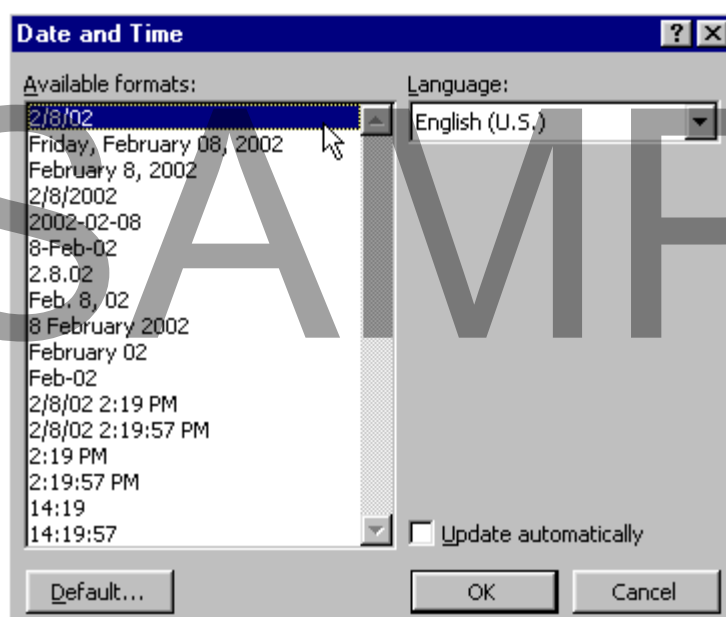 Date and Time
Available formats:
Language:
2/8/02
English (U.S.)
Friday, February 08, 2002
February 8, 2002
2/8/2002
2002-02-08
8-Feb-02
2.8.02
Feb. 8, 02
8 February 2002
February 02
Feb-02
2/8/02 2:19 PM
2/8/02 2:19:57 PM
2:19 PM
2:19:57 PM
14:19
14:19:57
Update automatically
Default...
OK
Cancel
SAMP